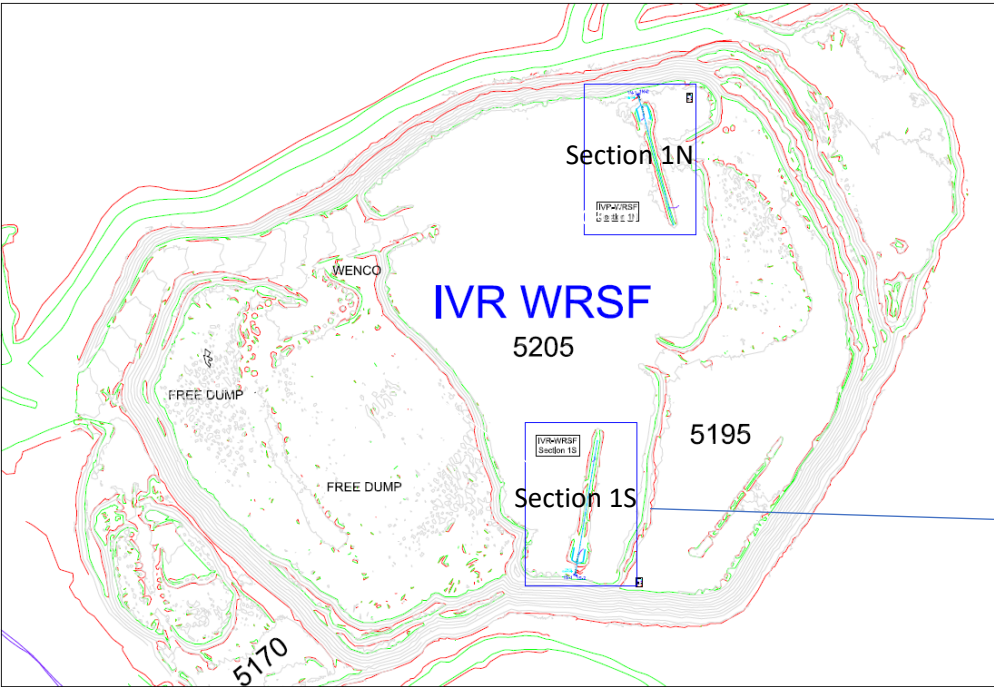 Section 1N
IVR-WRSF
WENCO
IVR WRSF
5205
FREE DUMP
5195
IVR-WRSF
Section 1S
FREE DUMP
Section 1S
5170